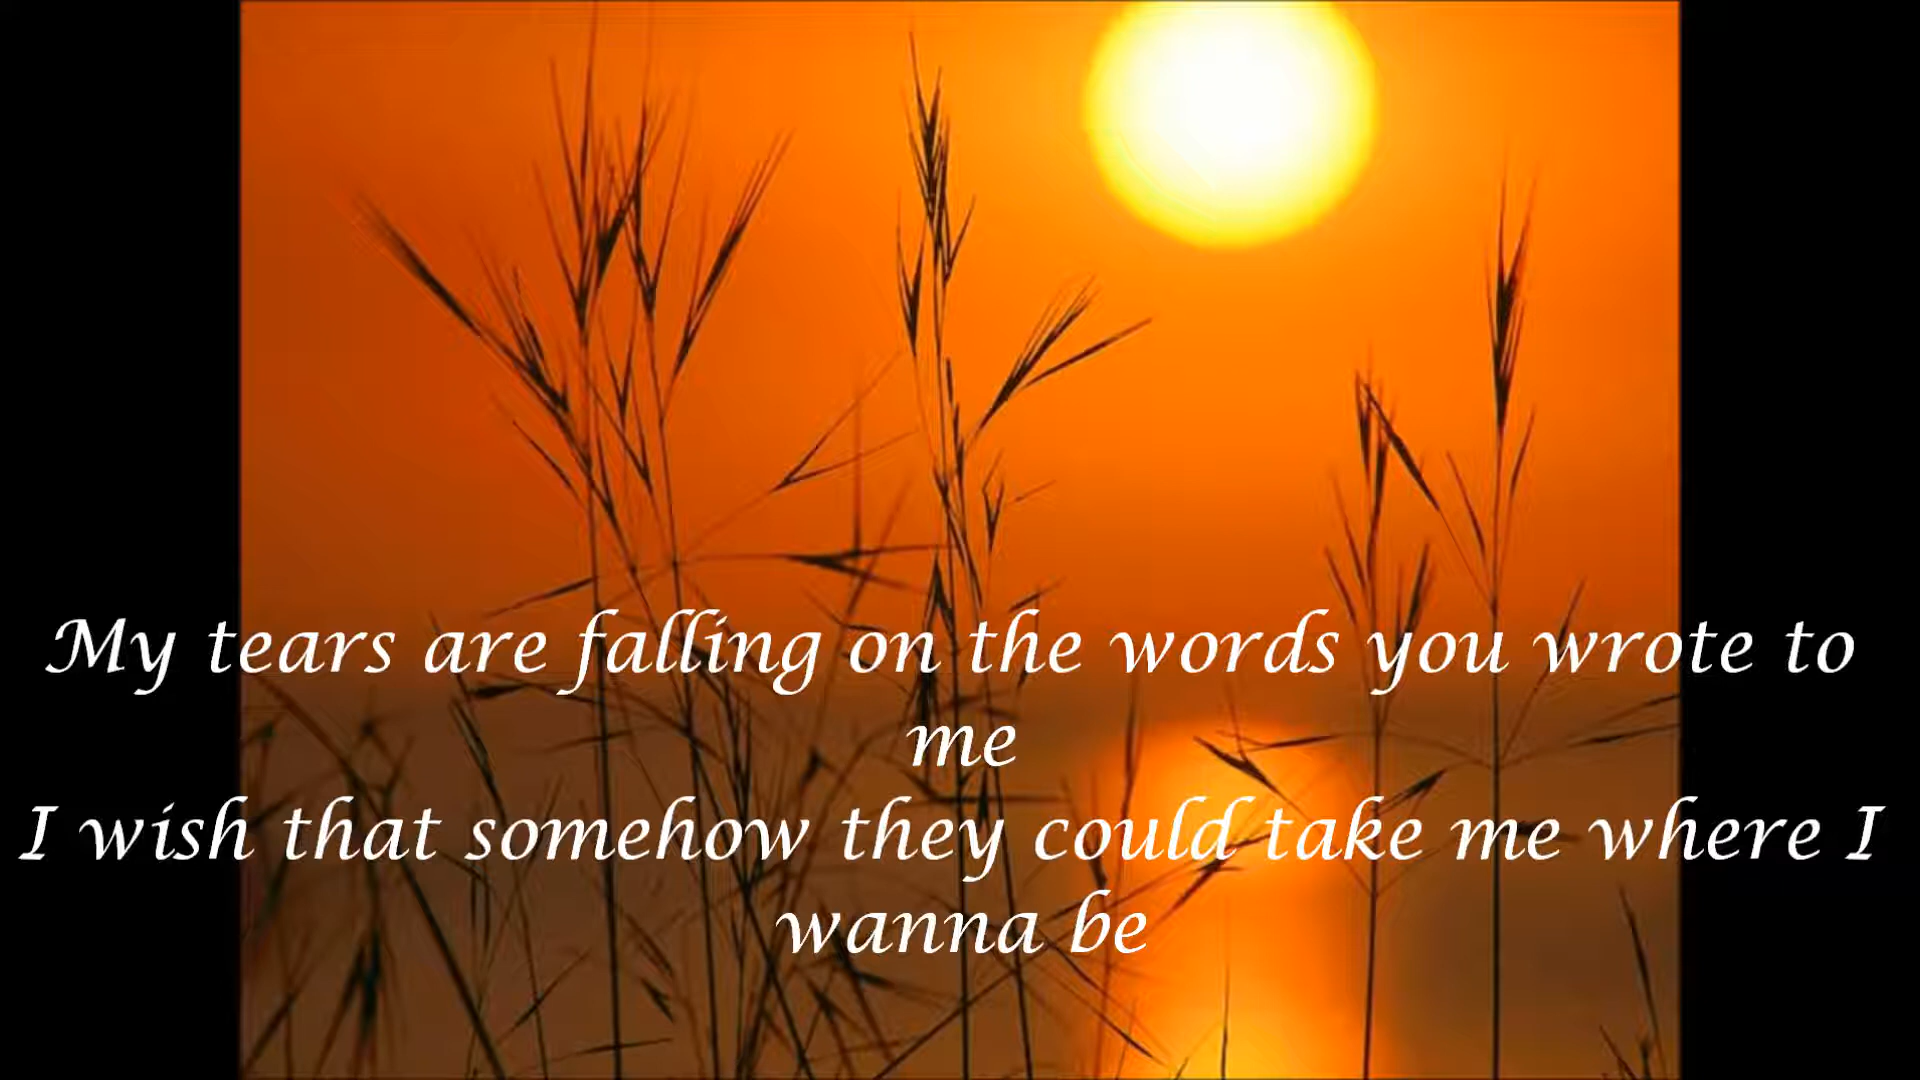 My tears are falling on the words you wrote to
me
I wish that somehow they could take me where I
wanna be